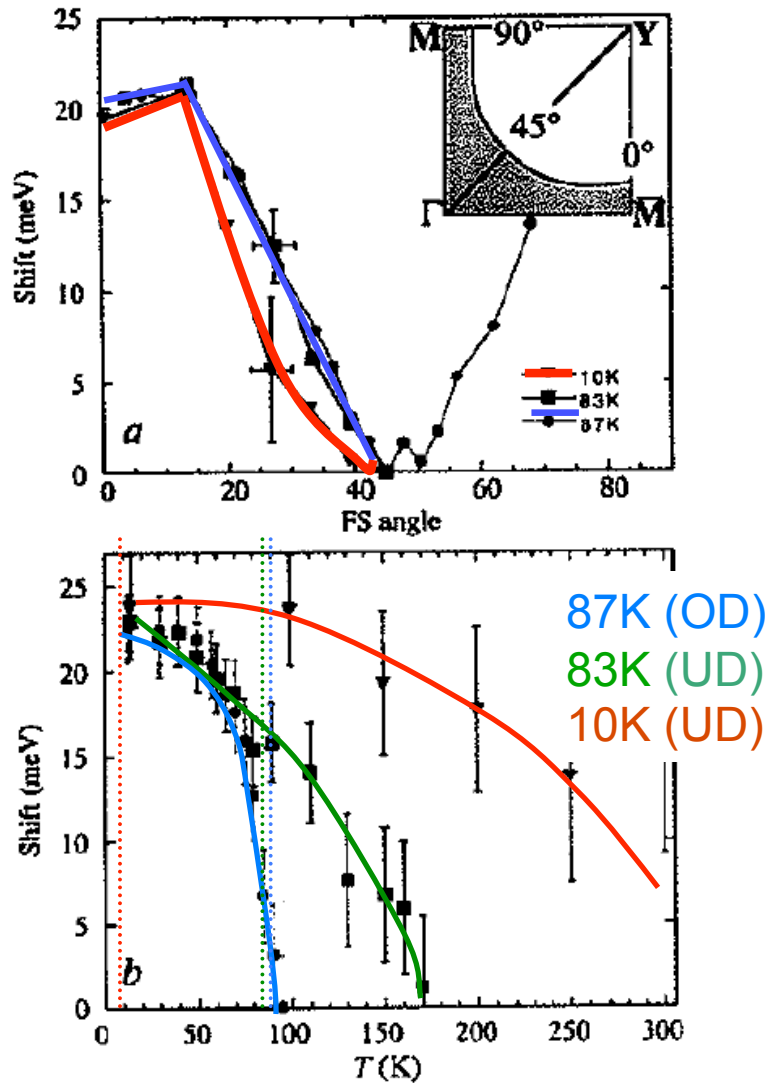 M̄ 90° Y
25
20
15
10
5
0
Shift (meV)
45°
0°
Γ M̄
10K
83K
87K
a
0 20 40 60 80
FS angle
25
20
15
10
5
0
Shift (meV)
87K (OD)
83K (UD)
10K (UD)
b
0 50 100 150 200 250 300
T (K)